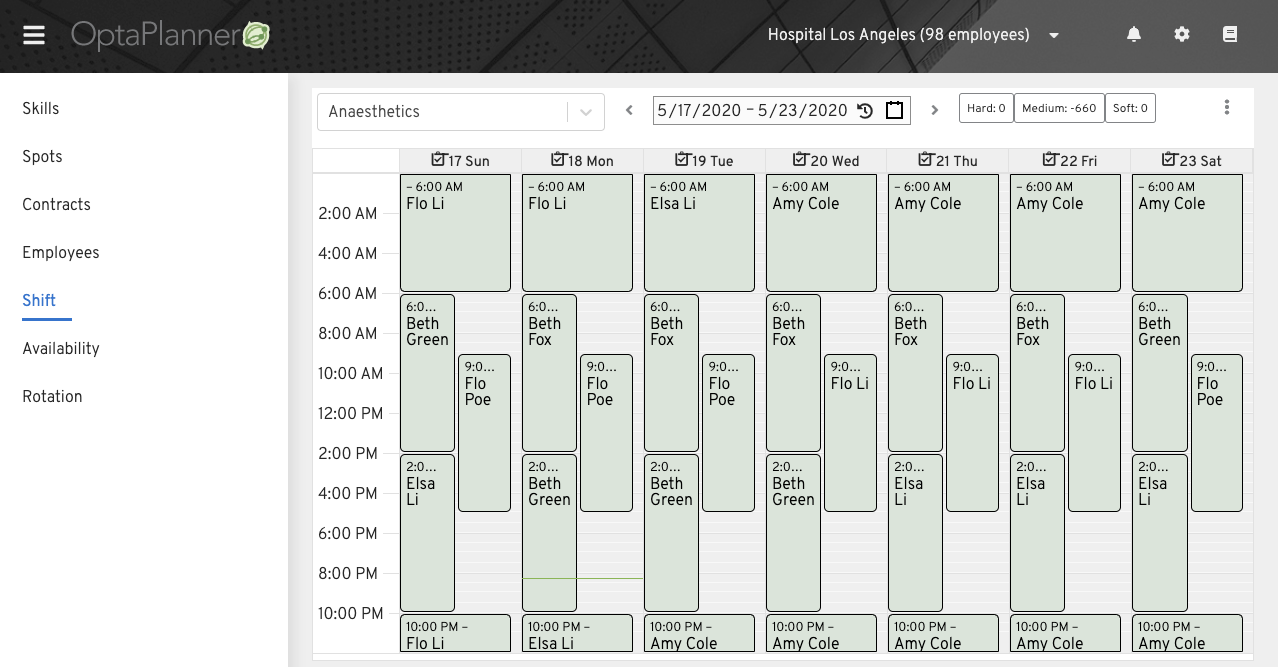 OptaPlanner
Hospital Los Angeles (98 employees)
Skills
Spots
Contracts
Employees
Shift
Availability
Rotation
Anaesthetics
5/17/2020 – 5/23/2020
Hard: 0 Medium: -660 Soft: 0
17 Sun 18 Mon 19 Tue 20 Wed 21 Thu 22 Fri 23 Sat
– 6:00 AM – 6:00 AM – 6:00 AM – 6:00 AM – 6:00 AM – 6:00 AM – 6:00 AM
Flo Li Flo Li Elsa Li Amy Cole Amy Cole Amy Cole Amy Cole
2:00 AM
4:00 AM
6:00 AM
6:0... 6:0... 6:0... 6:0... 6:0... 6:0... 6:0...
Beth Beth Beth Beth Beth Beth Beth
Green Fox Fox Fox Fox Fox Green
8:00 AM
9:0... 9:0... 9:0... 9:0... 9:0... 9:0... 9:0...
10:00 AM
Flo Flo Flo Flo Li Flo Li Flo Li Flo
Poe Poe Poe Poe
12:00 PM
2:00 PM
2:0... 2:0... 2:0... 2:0... 2:0... 2:0... 2:0...
Elsa Beth Beth Beth Elsa Elsa Elsa
Li Green Green Green Li Li Li
4:00 PM
6:00 PM
8:00 PM
10:00 PM
10:00 PM – 10:00 PM – 10:00 PM – 10:00 PM – 10:00 PM – 10:00 PM – 10:00 PM –
Flo Li Elsa Li Amy Cole Amy Cole Amy Cole Amy Cole Amy Cole